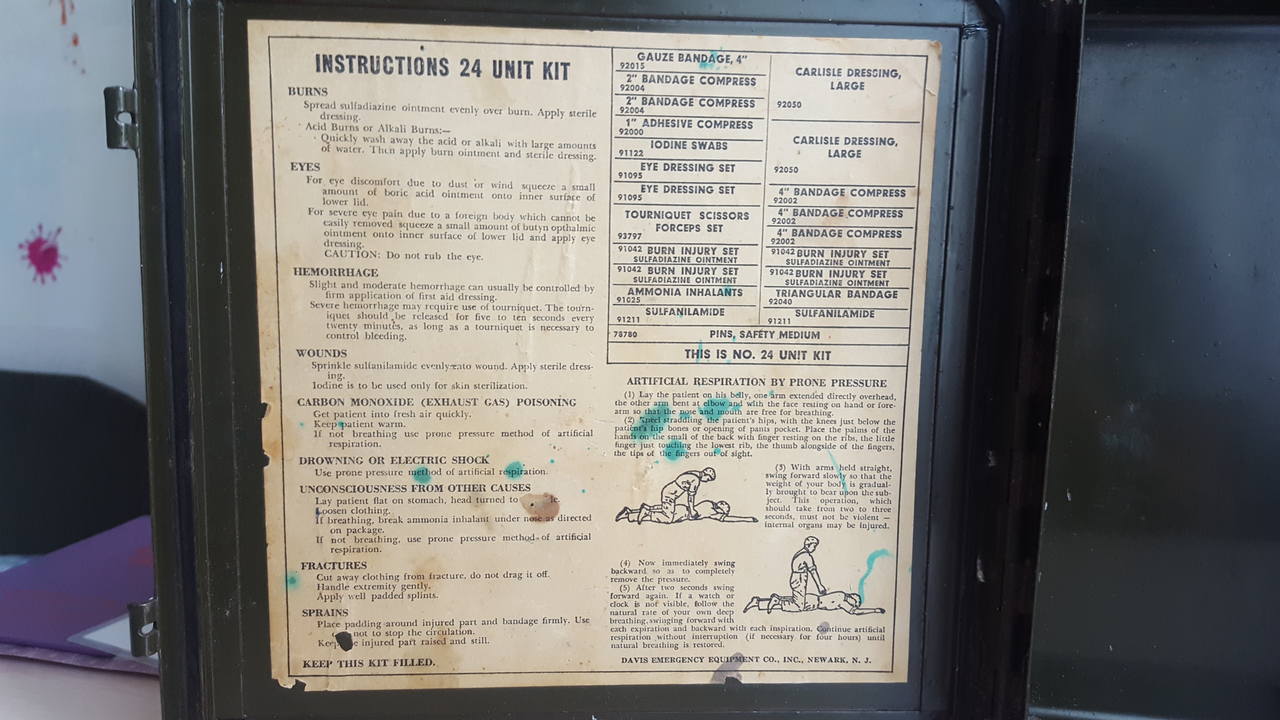 INSTRUCTIONS 24 UNIT KIT
BURNS
Spread sulfadiazine ointment evenly over burn. Apply sterile
dressing.
Acid Burns or Alkali Burns:—
Quickly wash away the acid or alkali with large amounts
of water. Then apply burn ointment and sterile dressing.
EYES
For eye discomfort due to dust or wind squeeze a small
amount of boric acid ointment onto inner surface of
lower lid.
For severe eye pain due to a foreign body which cannot be
easily removed squeeze a small amount of butyn opthalmic
ointment onto inner surface of lower lid and apply eye
dressing.
CAUTION: Do not rub the eye.
HEMORRHAGE
Slight and moderate hemorrhage can usually be controlled by
firm application of first aid dressing.
Severe hemorrhage may require use of tourniquet. The tourn-
iquet should be released for five to ten seconds every
twenty minutes, as long as a tourniquet is necessary to
control bleeding.
WOUNDS
Sprinkle sulfanilamide evenly into wound. Apply sterile dress-
ing.
Iodine is to be used only for skin sterilization.
CARBON MONOXIDE (EXHAUST GAS) POISONING
Get patient into fresh air quickly.
Keep patient warm.
If not breathing use prone pressure method of artificial
respiration.
DROWNING OR ELECTRIC SHOCK
Use prone pressure method of artificial respiration.
UNCONSCIOUSNESS FROM OTHER CAUSES
Lay patient flat on stomach, head turned to
Loosen clothing.
If breathing, break ammonia inhalant under nose as directed
on package.
If not breathing, use prone pressure method of artificial
respiration.
FRACTURES
Cut away clothing from fracture, do not drag it off.
Handle extremity gently.
Apply well padded splints.
SPRAINS
Place padding around injured part and bandage firmly. Use
not to stop the circulation.
injured part raised and still.
KEEP THIS KIT FILLED.
GAUZE BANDAGE, 4"
92015
2" BANDAGE COMPRESS
92004
2" BANDAGE COMPRESS
92004
1" ADHESIVE COMPRESS
92000
IODINE SWABS
91122
EYE DRESSING SET
91095
EYE DRESSING SET
91095
TOURNIQUET SCISSORS
FORCEPS SET
93797
91042 BURN INJURY SET
SULFADIAZINE OINTMENT
91042 BURN INJURY SET
SULFADIAZINE OINTMENT
AMMONIA INHALANTS
91025
SULFANILAMIDE
91211
CARLISLE DRESSING,
LARGE
92050
CARLISLE DRESSING,
LARGE
92050
4" BANDAGE COMPRESS
92002
4" BANDAGE COMPRESS
92002
4" BANDAGE COMPRESS
92002
91042 BURN INJURY SET
SULFADIAZINE OINTMENT
91042 BURN INJURY SET
SULFADIAZINE OINTMENT
TRIANGULAR BANDAGE
92040
SULFANILAMIDE
91211
78780 PINS, SAFETY MEDIUM
THIS IS NO. 24 UNIT KIT
ARTIFICIAL RESPIRATION BY PRONE PRESSURE
(1) Lay the patient on his belly, one arm extended directly overhead,
the other arm bent at elbow and with the face resting on hand or fore-
arm so that the nose and mouth are free for breathing.
(2) Kneel straddling the patient's hips, with the knees just below the
patient's hip bones or opening of pants pocket. Place the palms of the
hands on the small of the back with finger resting on the ribs, the little
finger just touching the lowest rib, the thumb alongside of the fingers,
the tips of the fingers out of sight.
(3) With arms held straight,
swing forward slowly so that the
weight of your body is gradual-
ly brought to bear upon the sub-
ject. This operation, which
should take from two to three
seconds, must not be violent —
internal organs may be injured.
(4) Now immediately swing
backward so as to completely
remove the pressure.
(5) After two seconds swing
forward again. If a watch or
clock is not visible, follow the
natural rate of your own deep
breathing, swinging forward with
each expiration and backward with each inspiration. Continue artificial
respiration without interruption (if necessary for four hours) until
natural breathing is restored.
DAVIS EMERGENCY EQUIPMENT CO., INC., NEWARK, N. J.